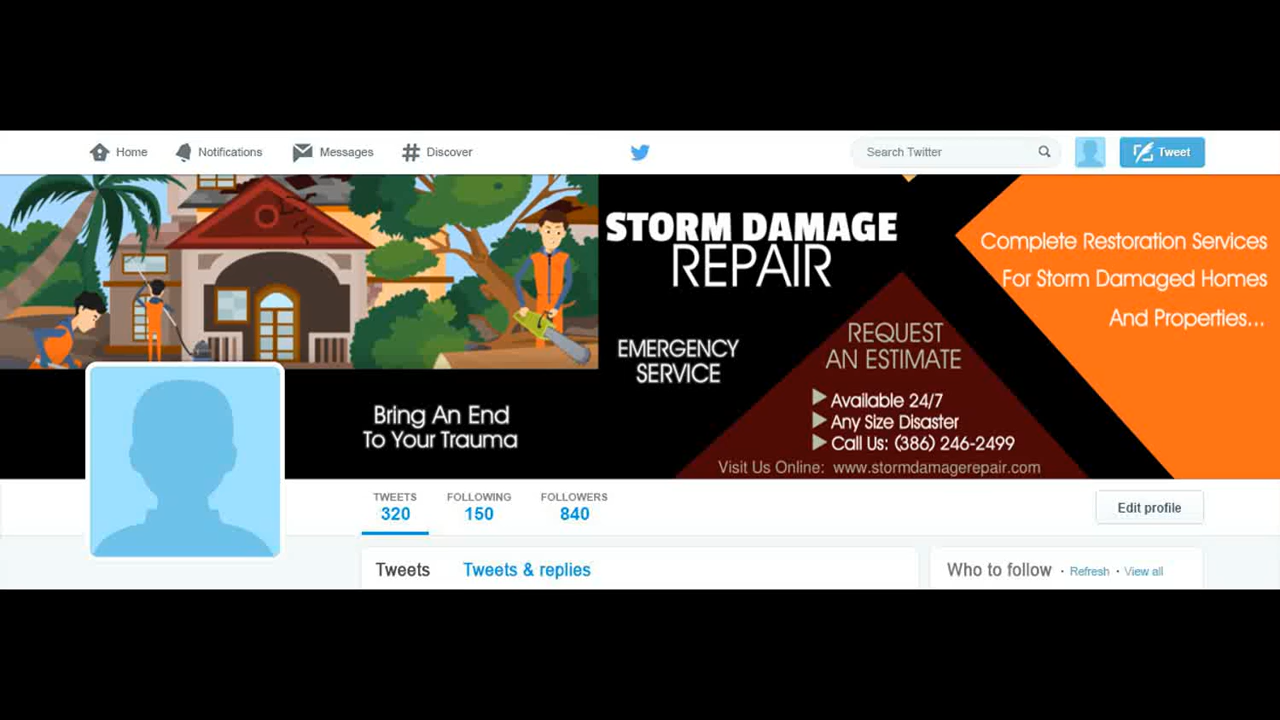 Home Notifications Messages # Discover Search Twitter Tweet
STORM DAMAGE
REPAIR
Complete Restoration Services
For Storm Damaged Homes
And Properties...
EMERGENCY
SERVICE
REQUEST
AN ESTIMATE
Available 24/7
Any Size Disaster
Call Us: (386) 246-2499
Visit Us Online: www.stormdamagerepair.com
Bring An End
To Your Trauma
TWEETS FOLLOWING FOLLOWERS
320 150 840
Edit profile
Tweets Tweets & replies
Who to follow · Refresh · View all